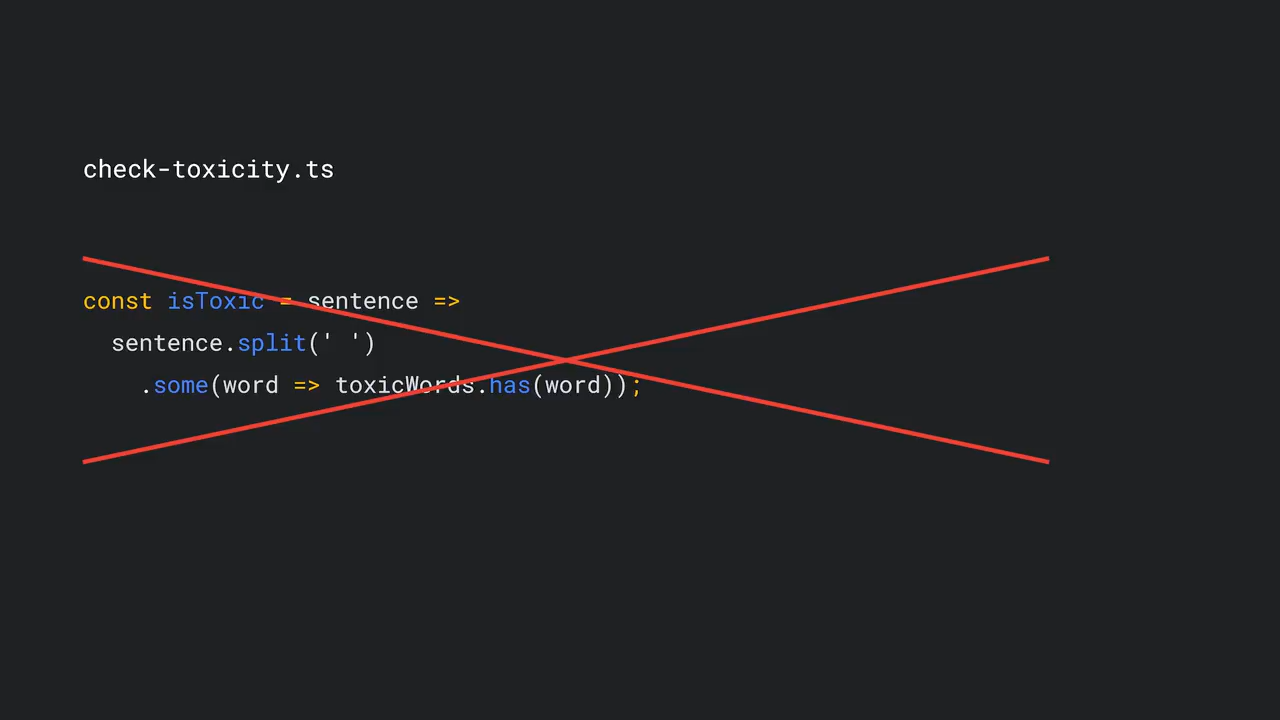 check-toxicity.ts
const isToxic = sentence =>
sentence.split(' ')
.some(word => toxicWords.has(word));